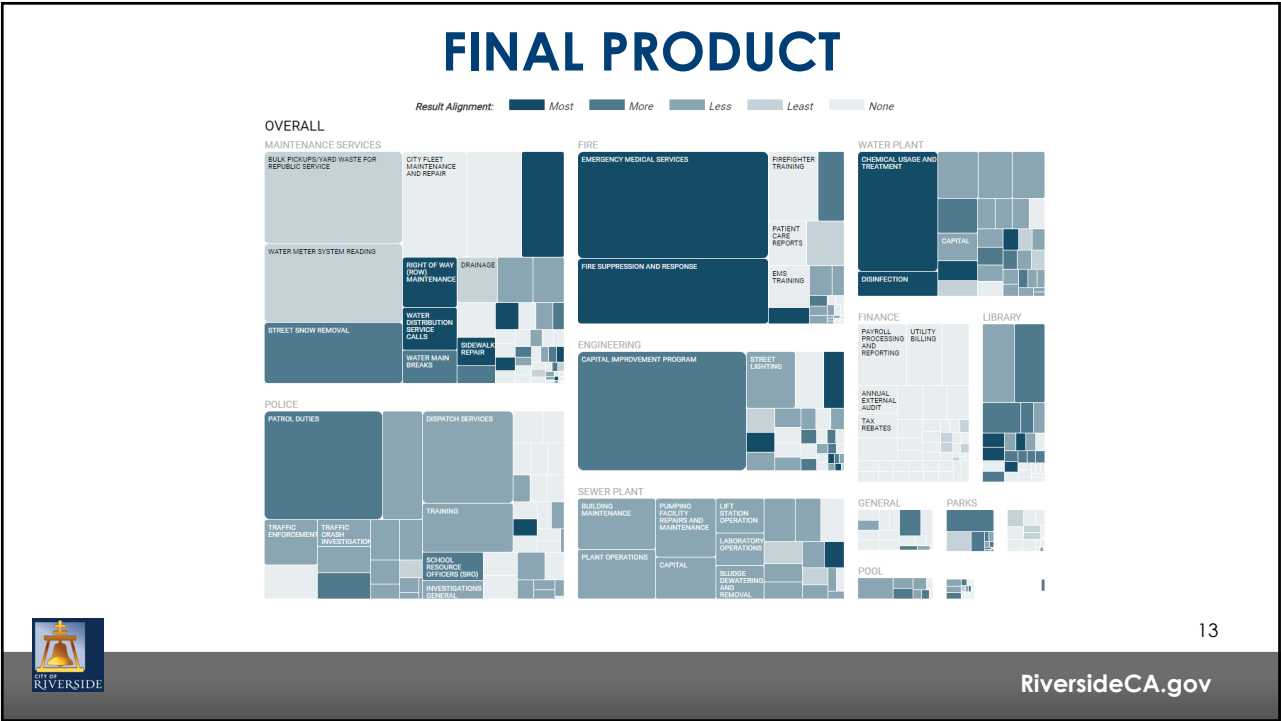 FINAL PRODUCT
Result Alignment: Most More Less Least None
OVERALL
MAINTENANCE SERVICES
BULK PICKUPS/YARD WASTE FOR
REPUBLIC SERVICE
CITY FLEET
MAINTENANCE
AND REPAIR
WATER METER SYSTEM READING
RIGHT OF WAY
(ROW)
MAINTENANCE
DRAINAGE
WATER
DISTRIBUTION
SERVICE
CALLS
STREET SNOW REMOVAL
SIDEWALK
REPAIR
WATER MAIN
BREAKS
POLICE
PATROL DUTIES
DISPATCH SERVICES
TRAINING
TRAFFIC
ENFORCEMENT
TRAFFIC
CRASH
INVESTIGATION
SCHOOL
RESOURCE
OFFICERS (SRO)
INVESTIGATIONS
GENERAL
FIRE
EMERGENCY MEDICAL SERVICES
FIREFIGHTER
TRAINING
PATIENT
CARE
REPORTS
FIRE SUPPRESSION AND RESPONSE
EMS
TRAINING
ENGINEERING
CAPITAL IMPROVEMENT PROGRAM
STREET
LIGHTING
SEWER PLANT
BUILDING
MAINTENANCE
PUMPING
FACILITY
REPAIRS AND
MAINTENANCE
LIFT
STATION
OPERATION
LABORATORY
OPERATIONS
PLANT OPERATIONS
CAPITAL
SLUDGE
DEWATERING
AND
REMOVAL
WATER PLANT
CHEMICAL USAGE AND
TREATMENT
CAPITAL
DISINFECTION
FINANCE
PAYROLL
PROCESSING
AND
REPORTING
UTILITY
BILLING
ANNUAL
EXTERNAL
AUDIT
TAX
REBATES
LIBRARY
GENERAL
PARKS
POOL
13
CITY OF
RIVERSIDE
RiversideCA.gov